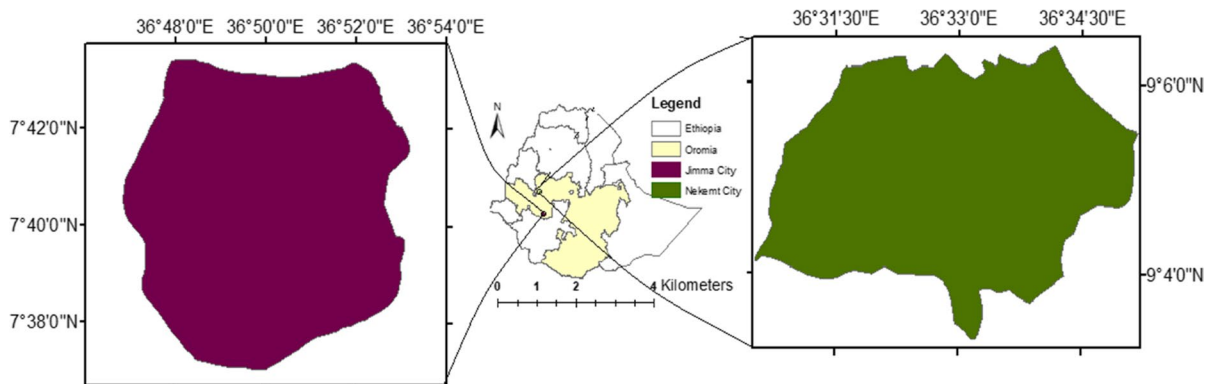 36°48'0"E 36°50'0"E 36°52'0"E 36°54'0"E
7°42'0"N
7°40'0"N
7°38'0"N
N
Legend
Ethiopia
Oromia
Jimma City
Nekemt City
0 1 2 4 Kilometers
36°31'30"E 36°33'0"E 36°34'30"E
9°6'0"N
9°4'0"N